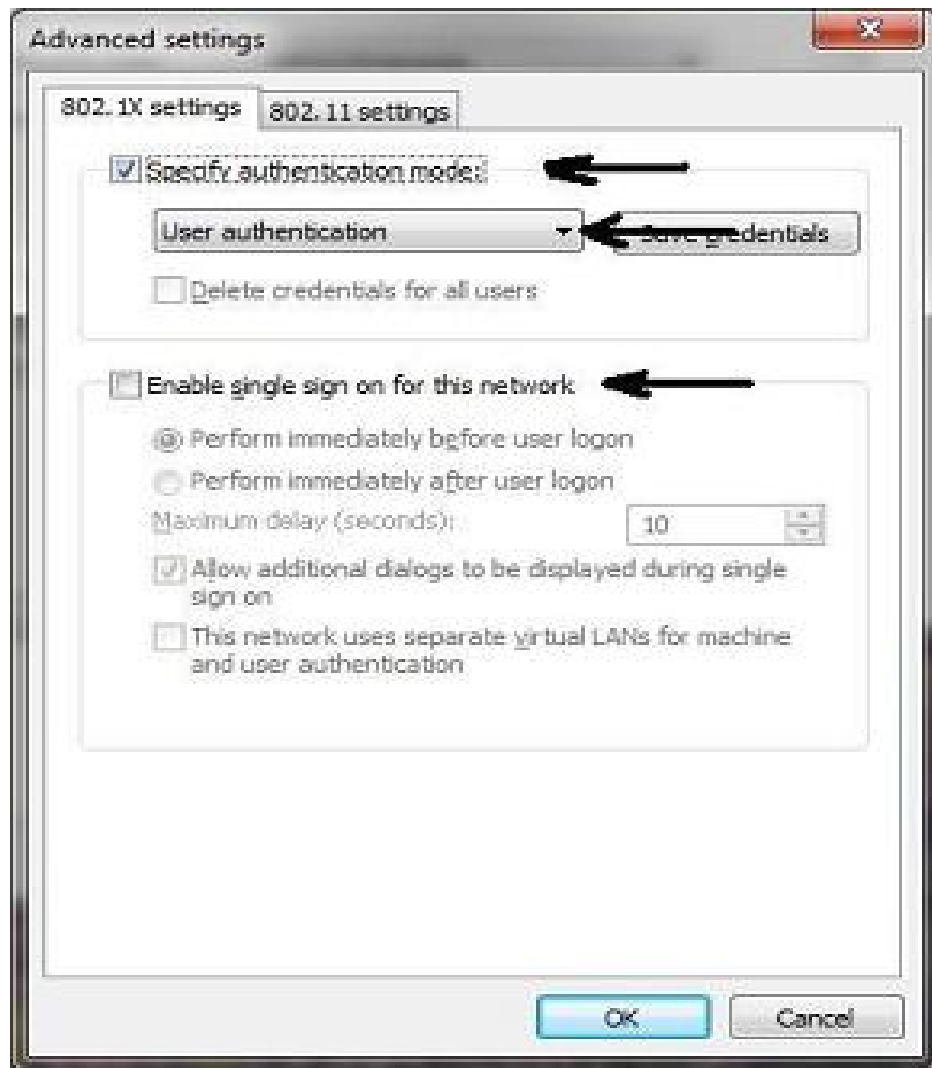 Advanced settings
802.1X settings
802.11 settings
Specify authentication mode:
User authentication
Save credentials
Delete credentials for all users
Enable single sign on for this network
Perform immediately before user logon
Perform immediately after user logon
Maximum delay (seconds):
10
Allow additional dialogs to be displayed during single
sign on
This network uses separate virtual LANs for machine
and user authentication
OK
Cancel